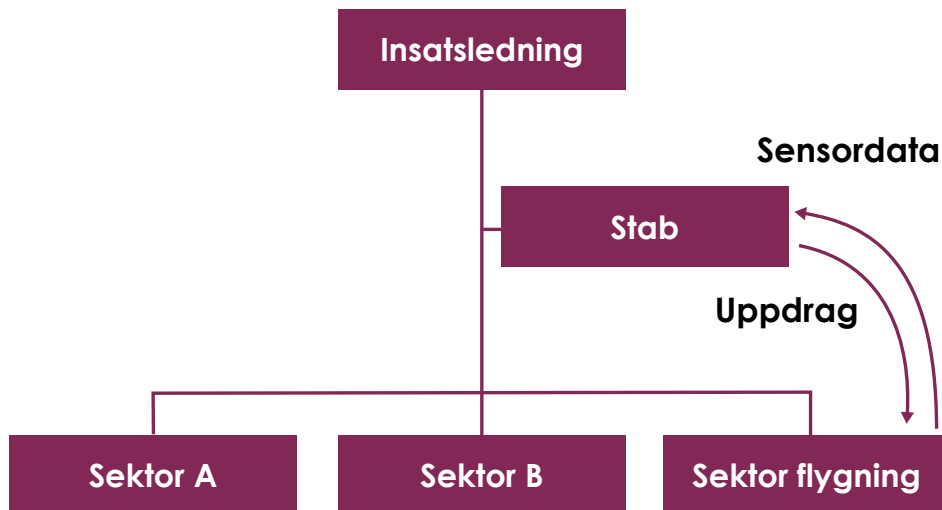 Insatsledning
Sensordata
Stab
Uppdrag
Sektor A
Sektor B
Sektor flygning